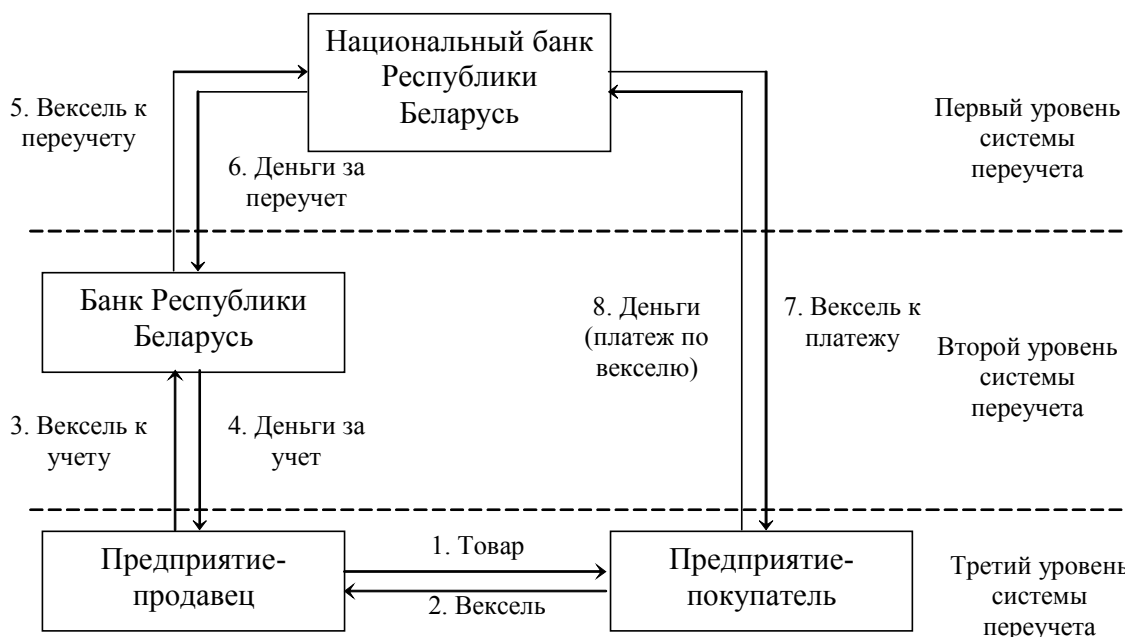 Национальный банк
Республики
Беларусь
5. Вексель к
переучету
6. Деньги за
переучет
Первый уровень
системы
переучета
Банк Республики
Беларусь
8. Деньги
(платеж по
векселю)
7. Вексель к
платежу
Второй уровень
системы
переучета
3. Вексель к
учету
4. Деньги за
учет
Предприятие-
продавец
1. Товар
2. Вексель
Предприятие-
покупатель
Третий уровень
системы
переучета